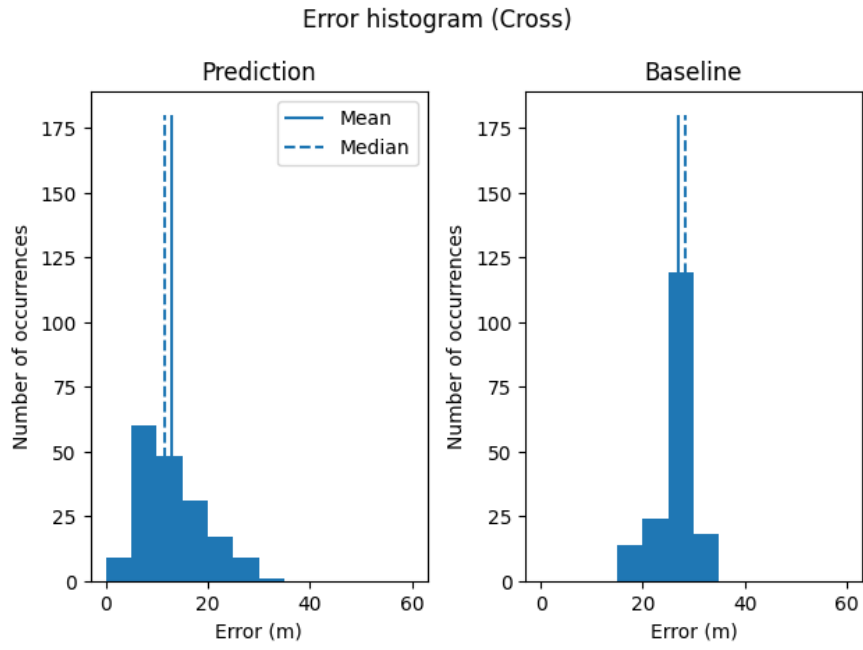 Error histogram (Cross)
Prediction
Mean
Median
175
150
125
100
75
50
25
0
Number of occurrences
0 20 40 60
Error (m)
Baseline
175
150
125
100
75
50
25
0
Number of occurrences
0 20 40 60
Error (m)